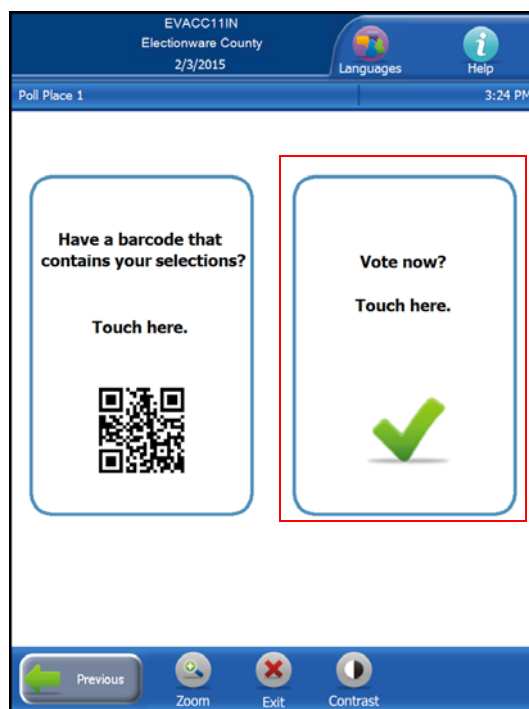 EVACC11IN
Electionware County
2/3/2015
Languages
Help
Poll Place 1
3:24 PM
Have a barcode that
contains your selections?
Touch here.
Vote now?
Touch here.
Previous
Zoom
Exit
Contrast